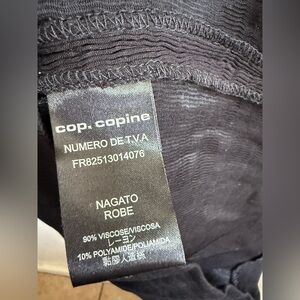 cop. copine
NUMERO DE T.V.A
FR82513014076
NAGATO
ROBE
90% VISCOSE/VISCOSA
レーヨン
10% POLYAMIDE/POLIAMIDA